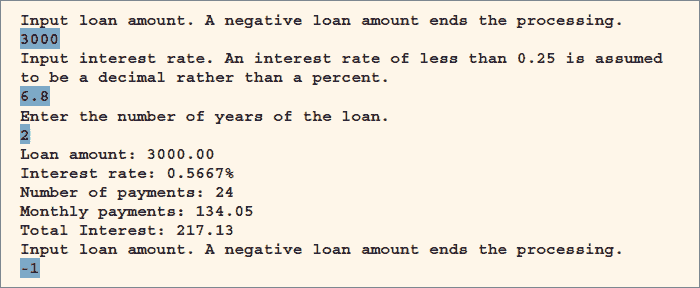 Input loan amount. A negative loan amount ends the processing.
3000
Input interest rate. An interest rate of less than 0.25 is assumed
to be a decimal rather than a percent.
6.8
Enter the number of years of the loan.
2
Loan amount: 3000.00
Interest rate: 0.5667%
Number of payments: 24
Monthly payments: 134.05
Total Interest: 217.13
Input loan amount. A negative loan amount ends the processing.
-1